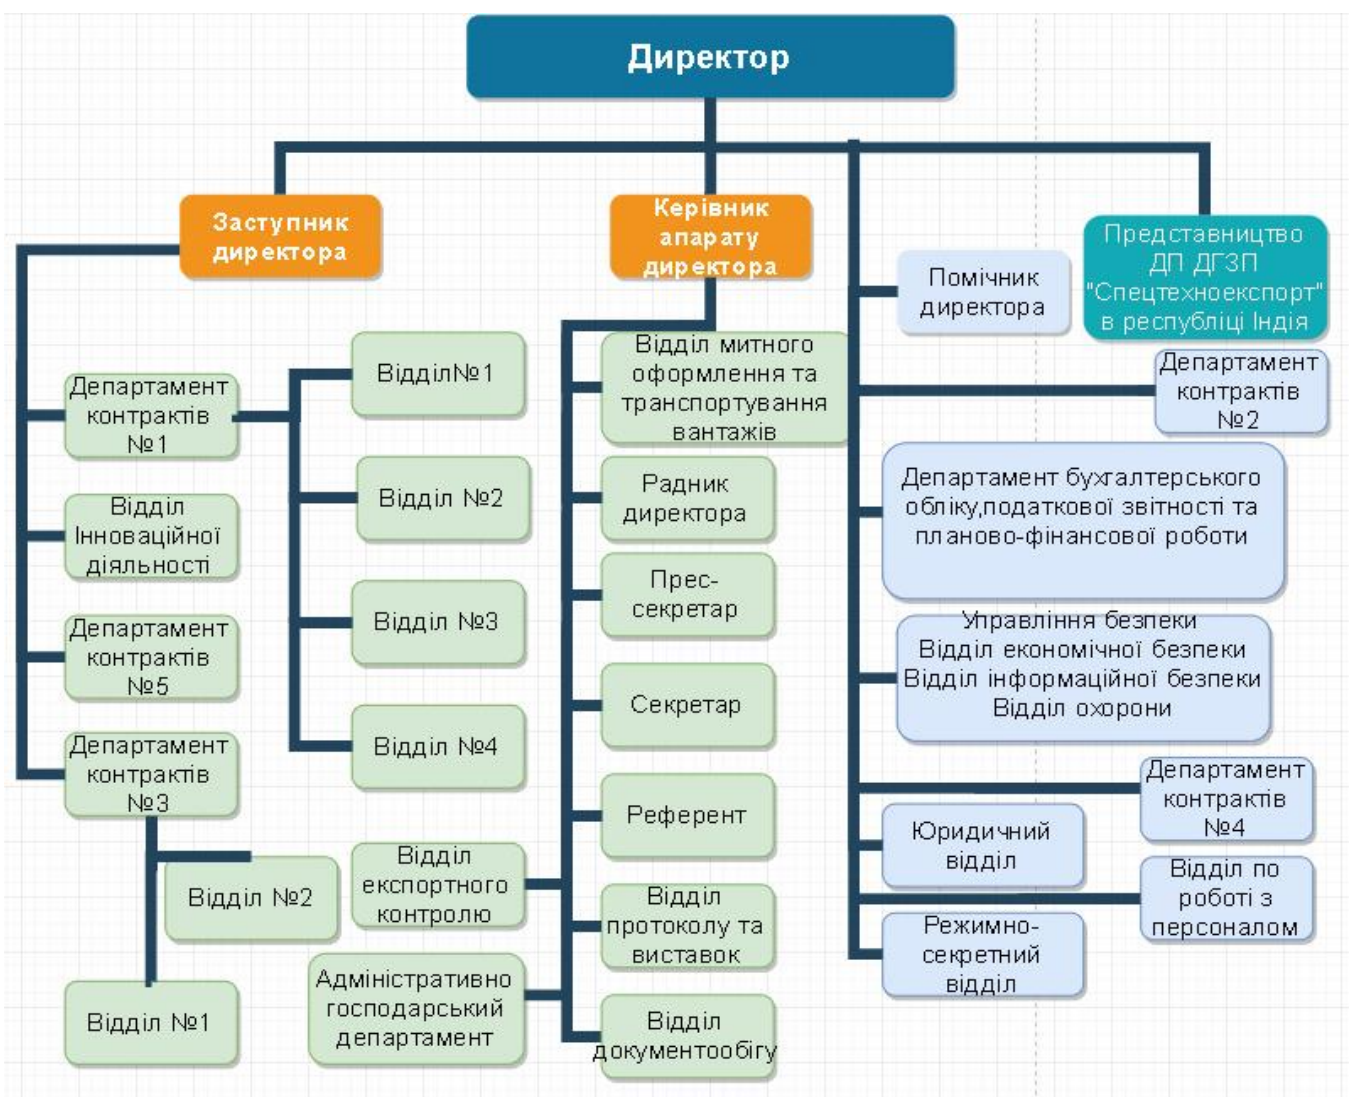 Директор
Заступник
директора
Керівник
апарату
директора
Помічник
директора
Представництво
ДП ДГЗП
"Спецтехноекспорт"
в республіці Індія
Департамент
контрактів
№1
Відділ
Інноваційної
діяльності
Департамент
контрактів
№5
Департамент
контрактів
№3
Відділ №2
Відділ №1
Відділ№1
Відділ №2
Відділ №3
Відділ №4
Відділ митного
оформлення та
транспортування
вантажів
Радник
директора
Прес-
секретар
Секретар
Референт
Відділ
експортного
контролю
Відділ
протоколу та
виставок
Адміністративно
господарський
департамент
Відділ
документообігу
Департамент
контрактів
№2
Департамент бухгалтерського
обліку,податкової звітності та
планово-фінансової роботи
Управління безпеки
Відділ економічної безпеки
Відділ інформаційної безпеки
Відділ охорони
Департамент
контрактів
№4
Юридичний
відділ
Відділ по
роботі з
персоналом
Режимно-
секретний
відділ